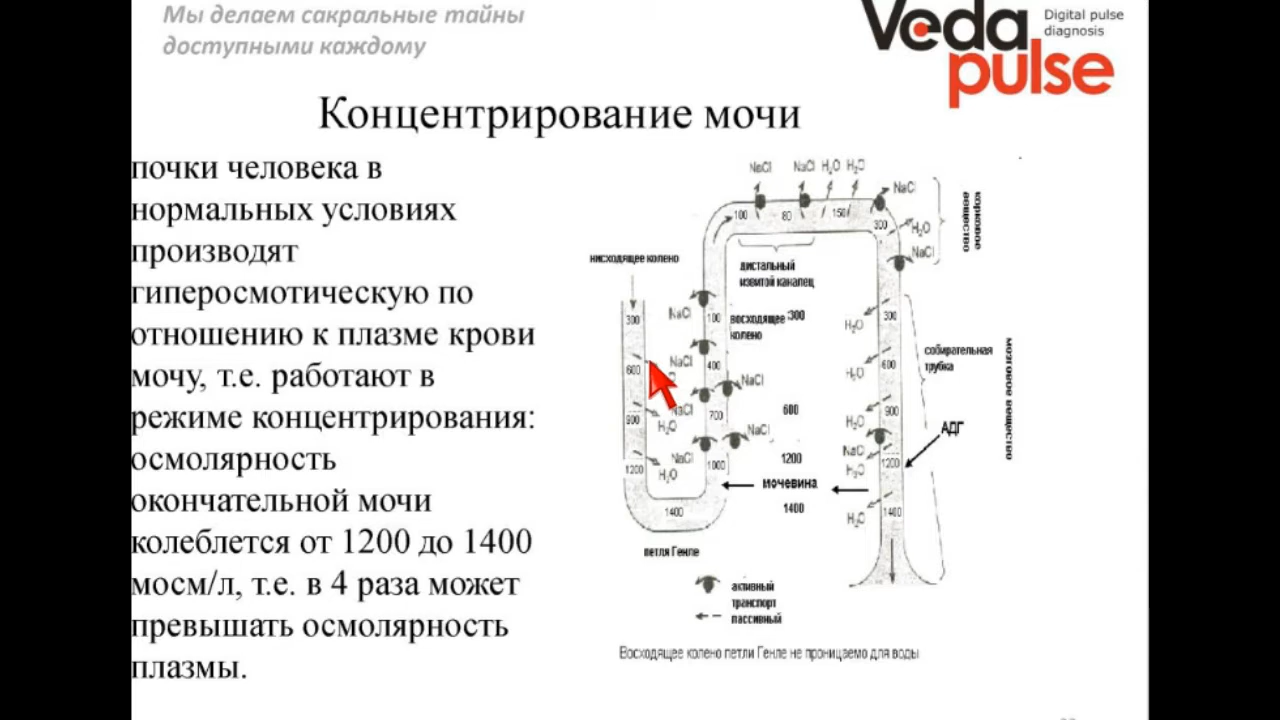 Мы делаем сакральные тайны
доступными каждому
Veda
pulse
Digital pulse
diagnosis
Концентрирование мочи
почки человека в
нормальных условиях
производят
гиперосмотическую по
отношению к плазме крови
мочу, т.е. работают в
режиме концентрирования:
осмолярность
окончательной мочи
колеблется от 1200 до 1400
мосм/л, т.е. в 4 раза может
превышать осмолярность
плазмы.
NaCl NaCl H₂O H₂O
NaCl
100 80 150 300
H₂O
NaCl
корковое
вещество
нисходящее колено
дистальный
извитой каналец
300
600
900
1200
NaCl
NaCl
NaCl
H₂O
NaCl
H₂O
100
400
700
1000
восходящее
колено
300
NaCl
600
NaCl
1200
мочевина
1400
1400
петля Генле
H₂O
H₂O
H₂O
NaCl
H₂O
H₂O
300
600
900
1200
1400
собирательная
трубка
АДГ
мозговое вещество
активный
транспорт
пассивный
Восходящее колено петли Генле не проницаемо для воды